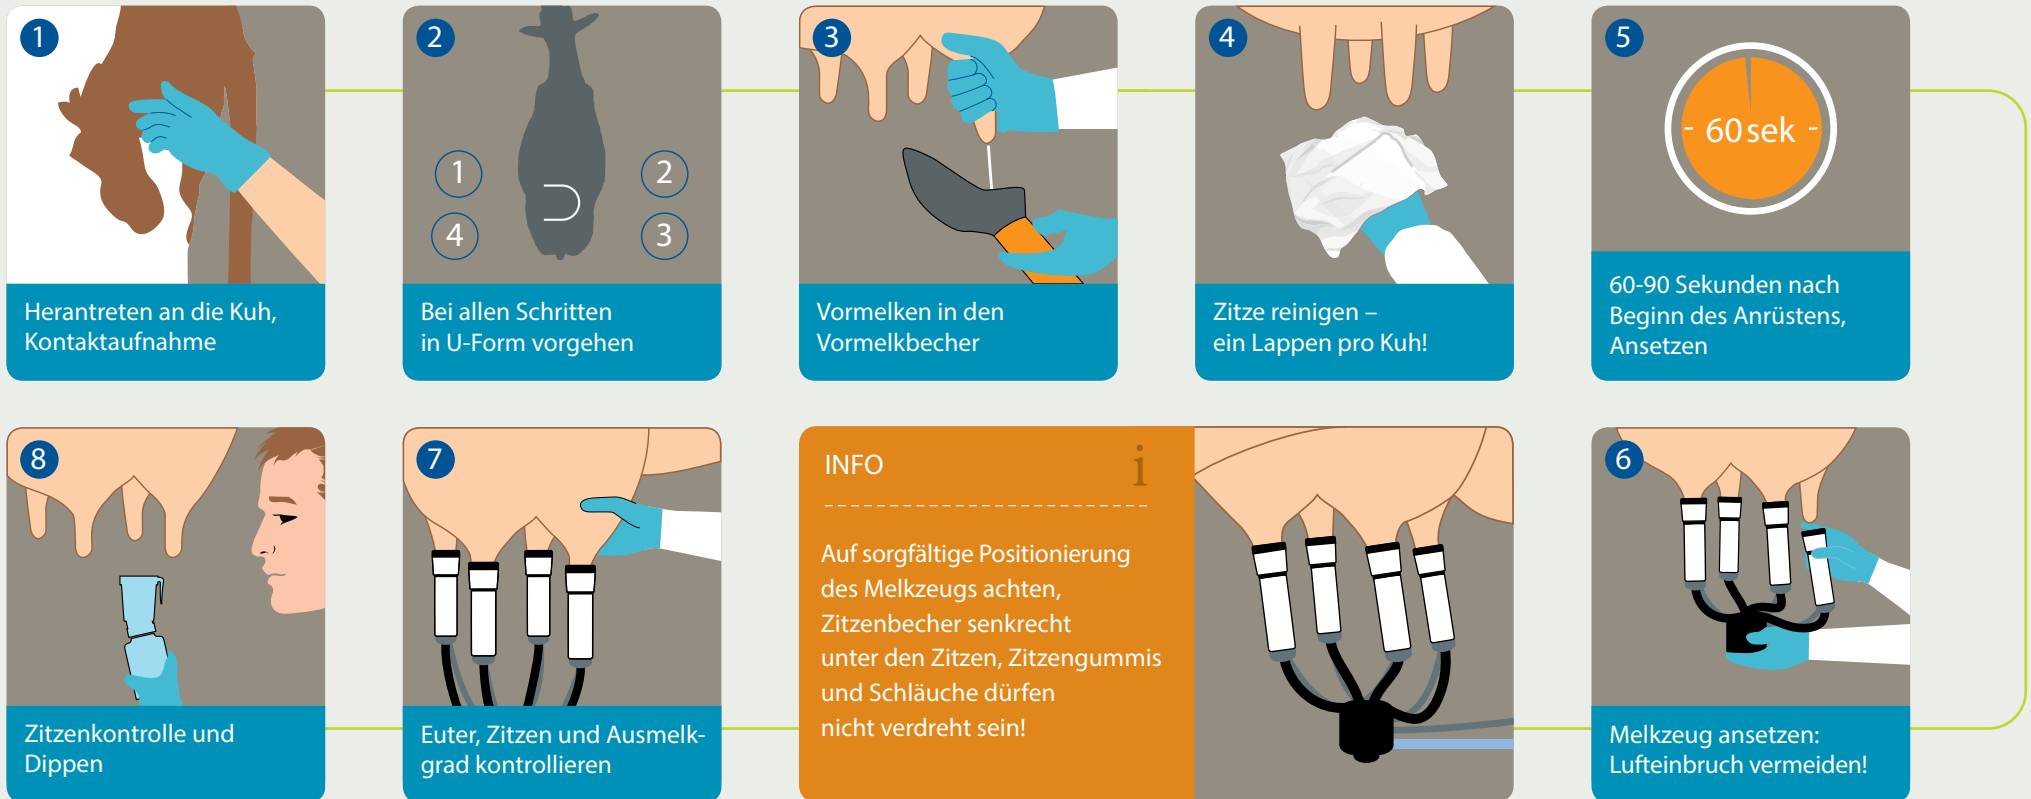 1
Herantreten an die Kuh,
Kontaktaufnahme
2
1
2
4
3
Bei allen Schritten
in U-Form vorgehen
3
Vormelken in den
Vormelkbecher
4
Zitze reinigen –
ein Lappen pro Kuh!
5
- 60 sek -
60-90 Sekunden nach
Beginn des Anrüstens,
Ansetzen
6
Melkzeug ansetzen:
Lufteinbruch vermeiden!
INFO
i
Auf sorgfältige Positionierung
des Melkzeugs achten,
Zitzenbecher senkrecht
unter den Zitzen, Zitzengummis
und Schläuche dürfen
nicht verdreht sein!
7
Euter, Zitzen und Ausmelk-
grad kontrollieren
8
Zitzenkontrolle und
Dippen